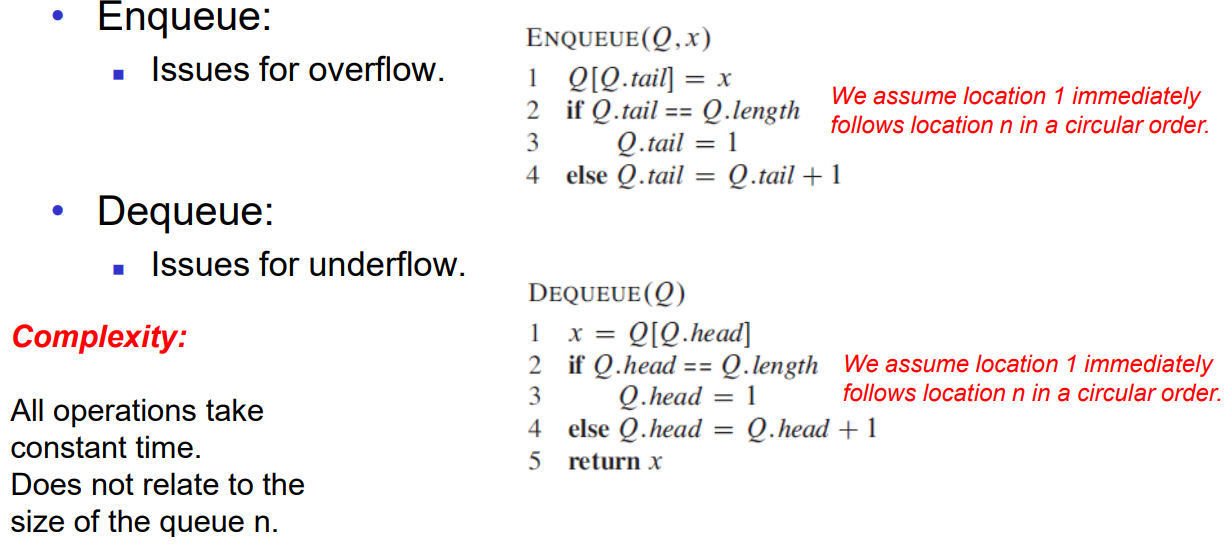 • Enqueue:
▪ Issues for overflow.
ENQUEUE(Q, x)
1 Q[Q.tail] = x
2 if Q.tail == Q.length
3 Q.tail = 1
4 else Q.tail = Q.tail + 1
We assume location 1 immediately
follows location n in a circular order.
• Dequeue:
▪ Issues for underflow.
DEQUEUE(Q)
1 x = Q[Q.head]
2 if Q.head == Q.length
3 Q.head = 1
4 else Q.head = Q.head + 1
5 return x
We assume location 1 immediately
follows location n in a circular order.
Complexity:
All operations take
constant time.
Does not relate to the
size of the queue n.